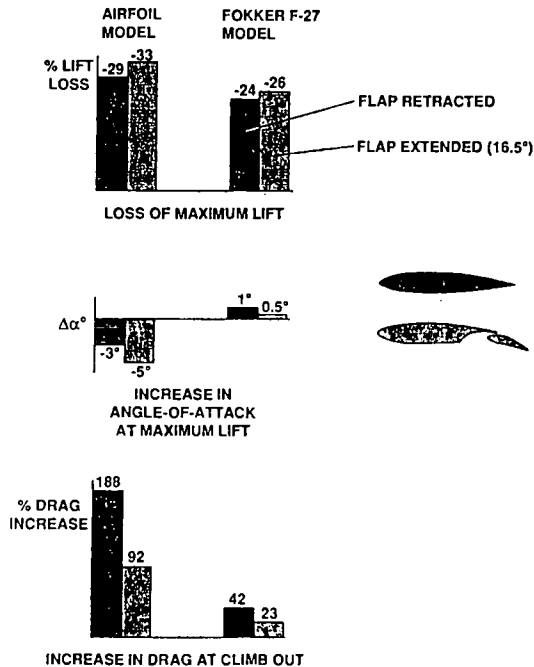 AIRFOIL
MODEL
FOKKER F-27
MODEL
% LIFT
LOSS
-29
-33
-24
-26
FLAP RETRACTED
FLAP EXTENDED (16.5°)
LOSS OF MAXIMUM LIFT
Δα°
-3°
-5°
1°
0.5°
INCREASE IN
ANGLE-OF-ATTACK
AT MAXIMUM LIFT
% DRAG
INCREASE
188
92
42
23
INCREASE IN DRAG AT CLIMB OUT